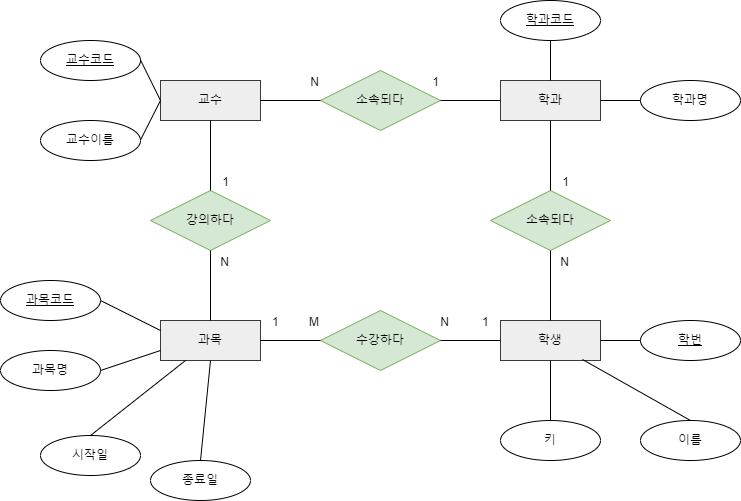 학과코드
교수코드
N
1
교수
소속되다
학과
학과명
교수이름
1
1
강의하다
소속되다
N
N
과목코드
1
M
N
1
과목
수강하다
학생
학번
과목명
키
이름
시작일
종료일